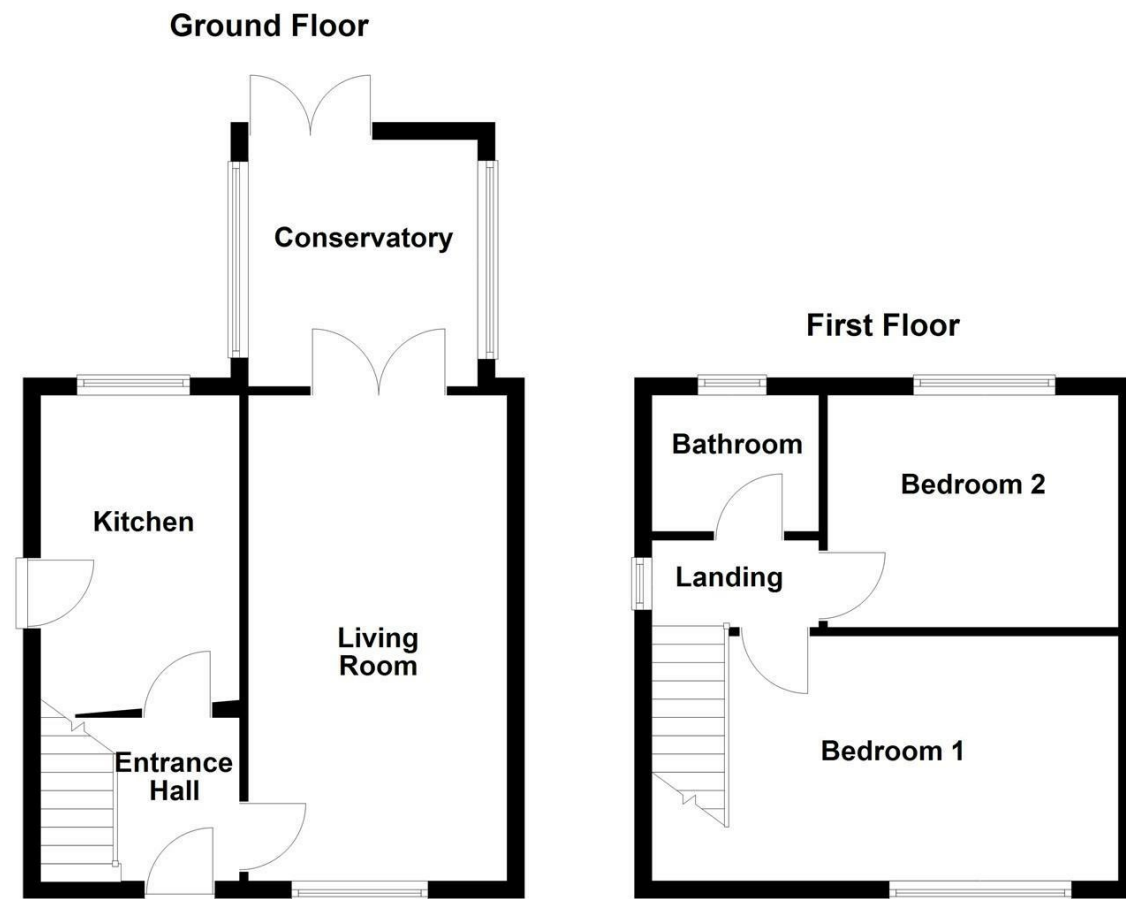 Ground Floor
Conservatory
Kitchen
Living
Room
Entrance
Hall
First Floor
Bathroom
Bedroom 2
Landing
Bedroom 1